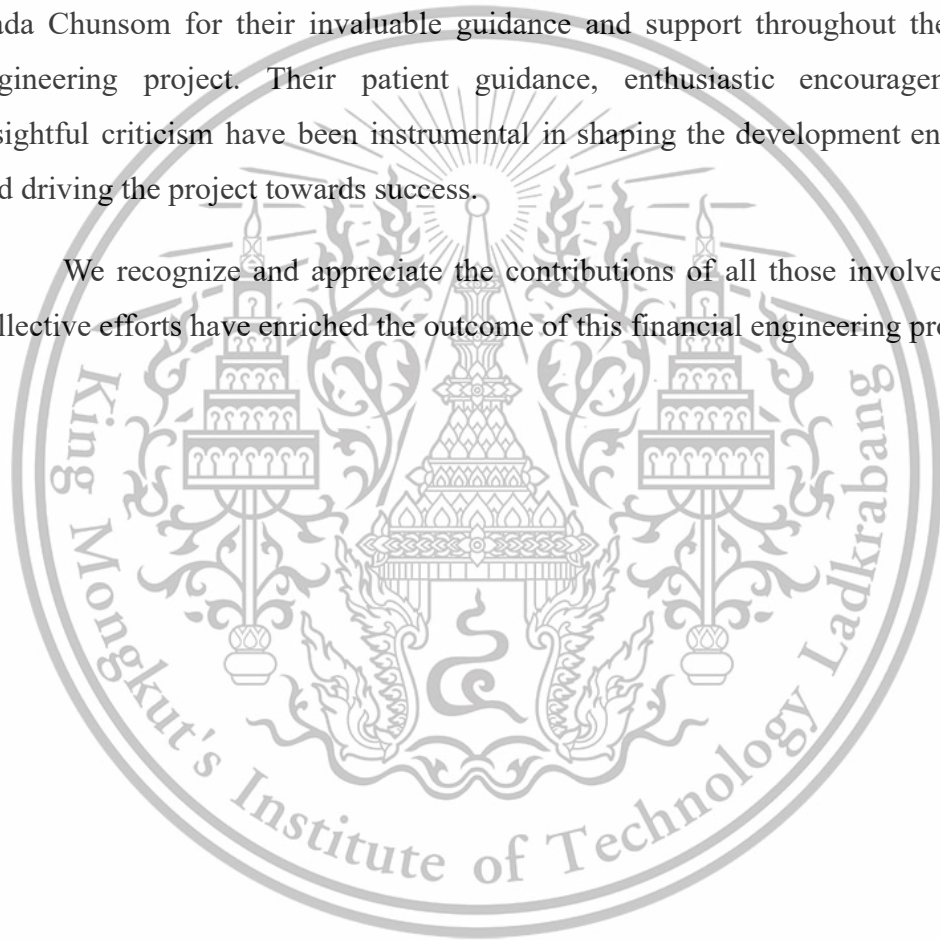 ada Chunsom for their invaluable guidance and support throughout the
gineering project. Their patient guidance, enthusiastic encouragen
sightful criticism have been instrumental in shaping the development en
d driving the project towards success.
We recognize and appreciate the contributions of all those involve
llective efforts have enriched the outcome of this financial engineering pro
King Mongkut's Institute of Technology Ladkrabang
๔